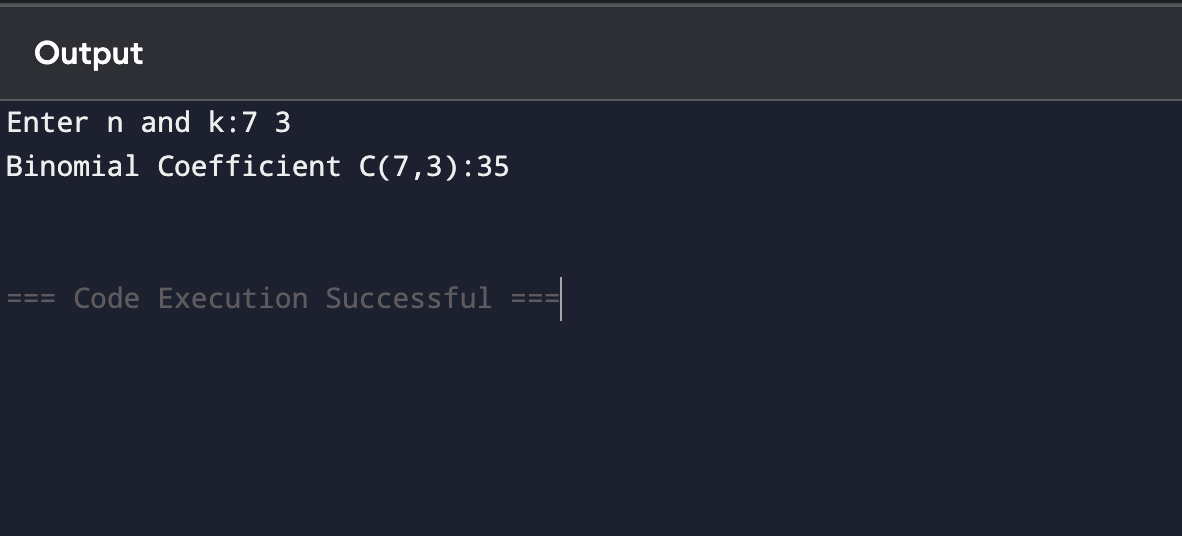 Output
Enter n and k:7 3
Binomial Coefficient C(7,3):35
=== Code Execution Successful ===